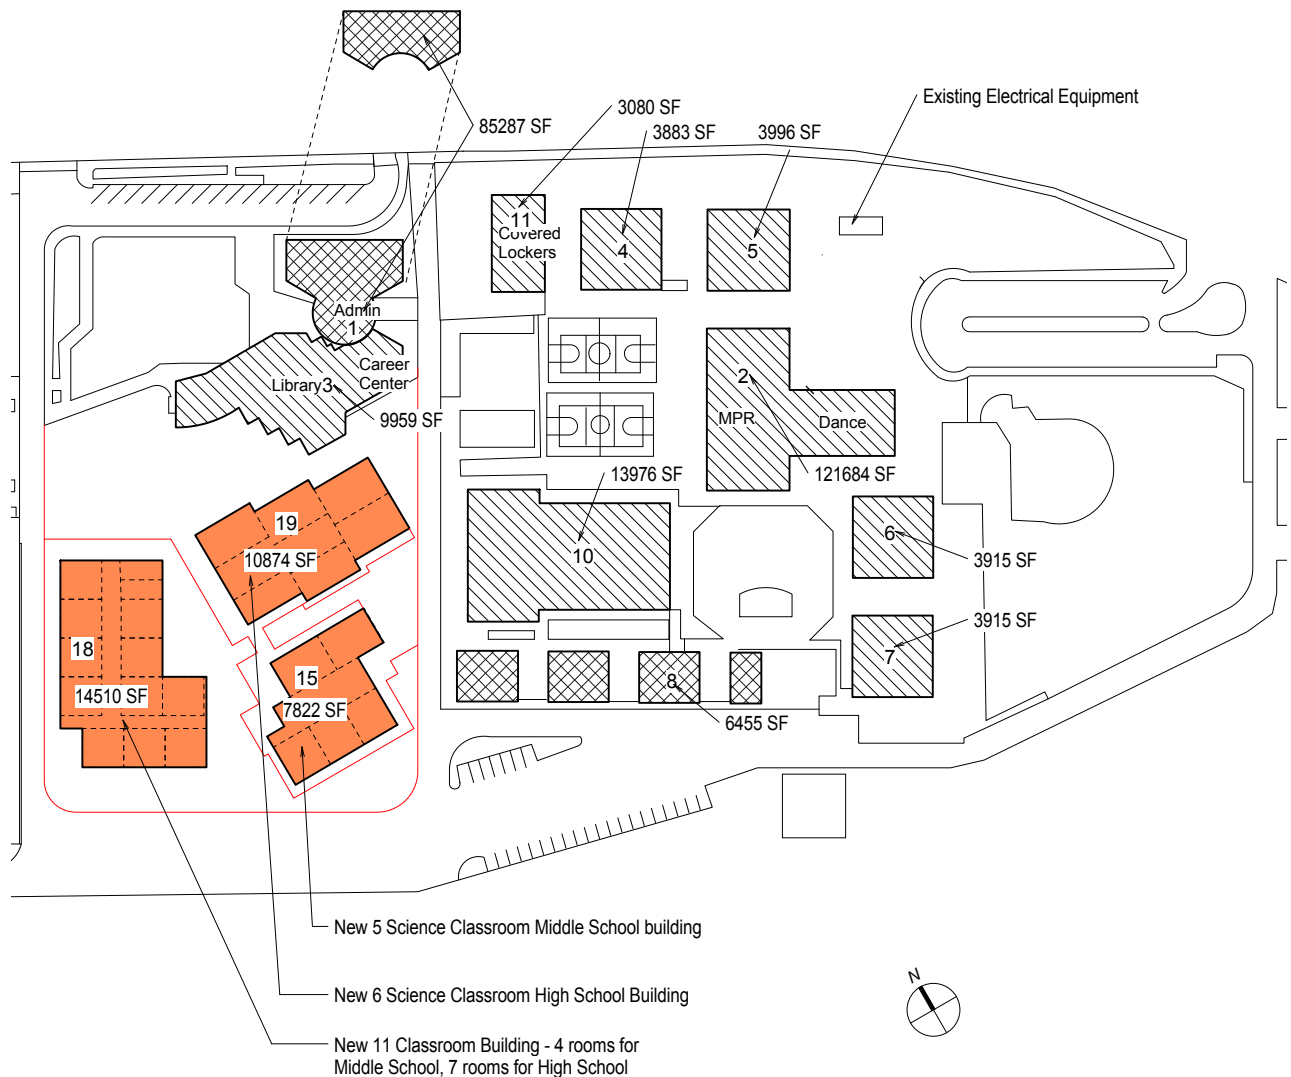 Existing Electrical Equipment
3080 SF
85287 SF
3883 SF
3996 SF
11
Covered
Lockers
4
5
Admin
1
Career
Center
Library3
9959 SF
2
MPR
Dance
13976 SF
121684 SF
19
10874 SF
10
6
3915 SF
18
14510 SF
15
7822 SF
3915 SF
7
8
6455 SF
New 5 Science Classroom Middle School building
N
New 6 Science Classroom High School Building
New 11 Classroom Building - 4 rooms for
Middle School, 7 rooms for High School